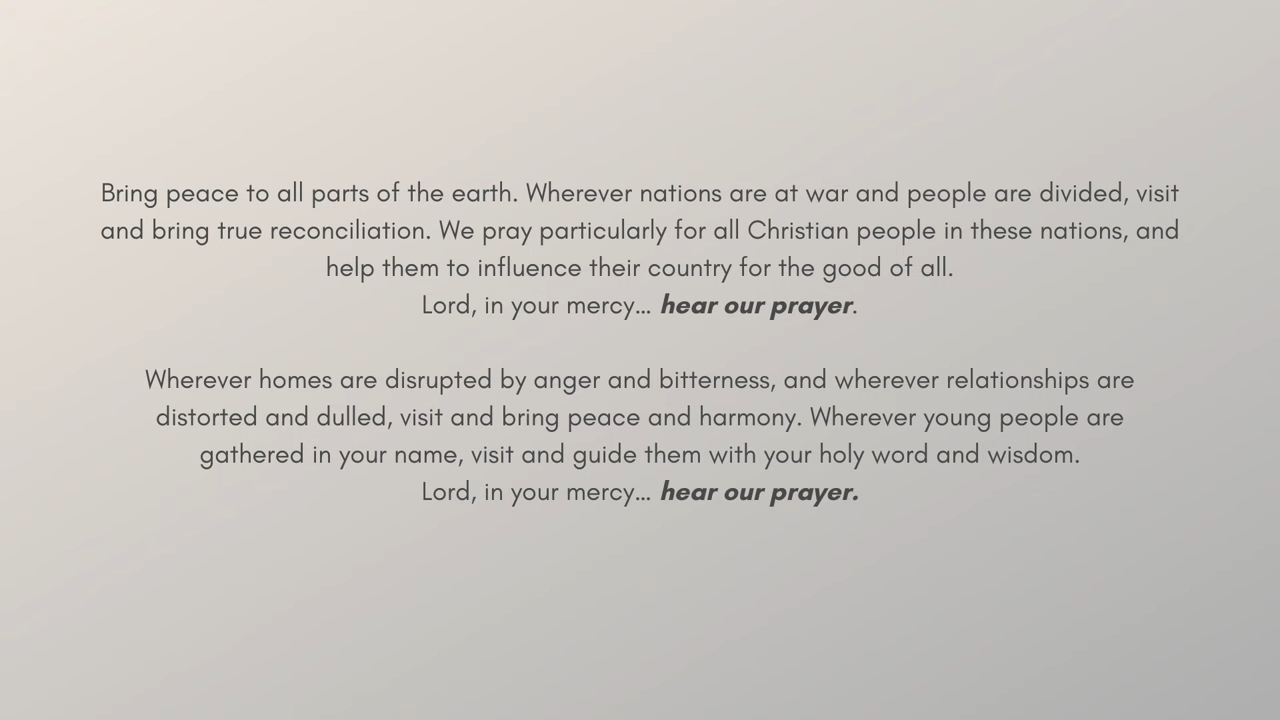 Bring peace to all parts of the earth. Wherever nations are at war and people are divided, visit
and bring true reconciliation. We pray particularly for all Christian people in these nations, and
help them to influence their country for the good of all.
Lord, in your mercy... hear our prayer.
Wherever homes are disrupted by anger and bitterness, and wherever relationships are
distorted and dulled, visit and bring peace and harmony. Wherever young people are
gathered in your name, visit and guide them with your holy word and wisdom.
Lord, in your mercy... hear our prayer.